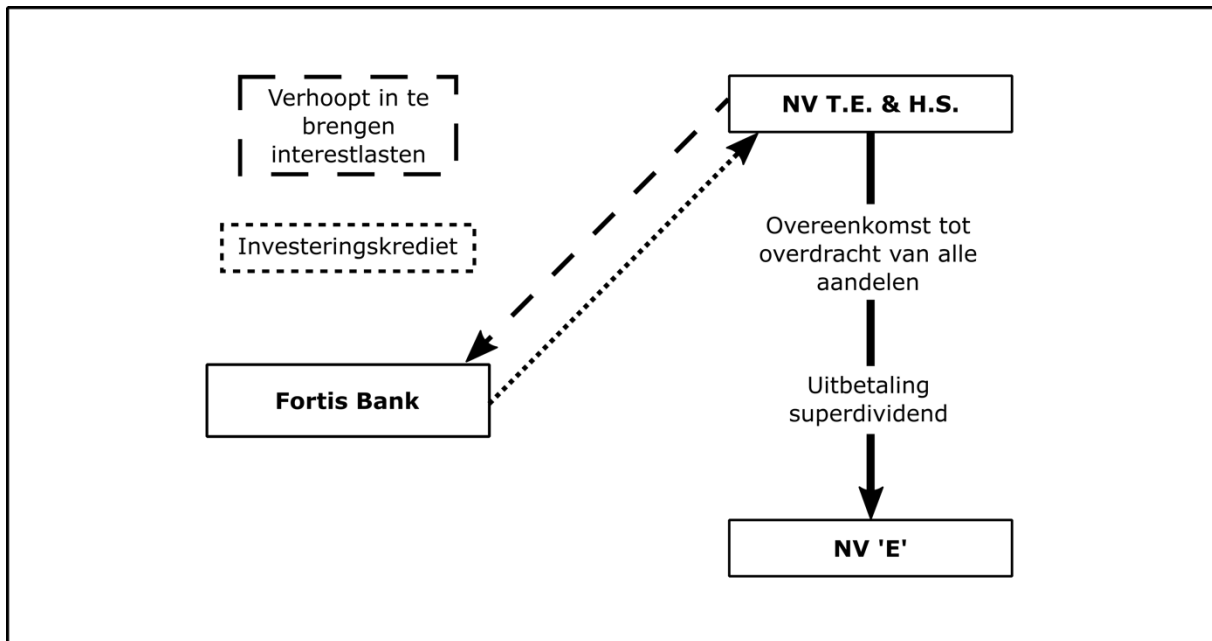 Verhoopt in te
brengen
interestlasten
NV T.E. & H.S.
Investeringskrediet
Overeenkomst tot
overdracht van alle
aandelen
Fortis Bank
Uitbetaling
superdividend
NV 'E'